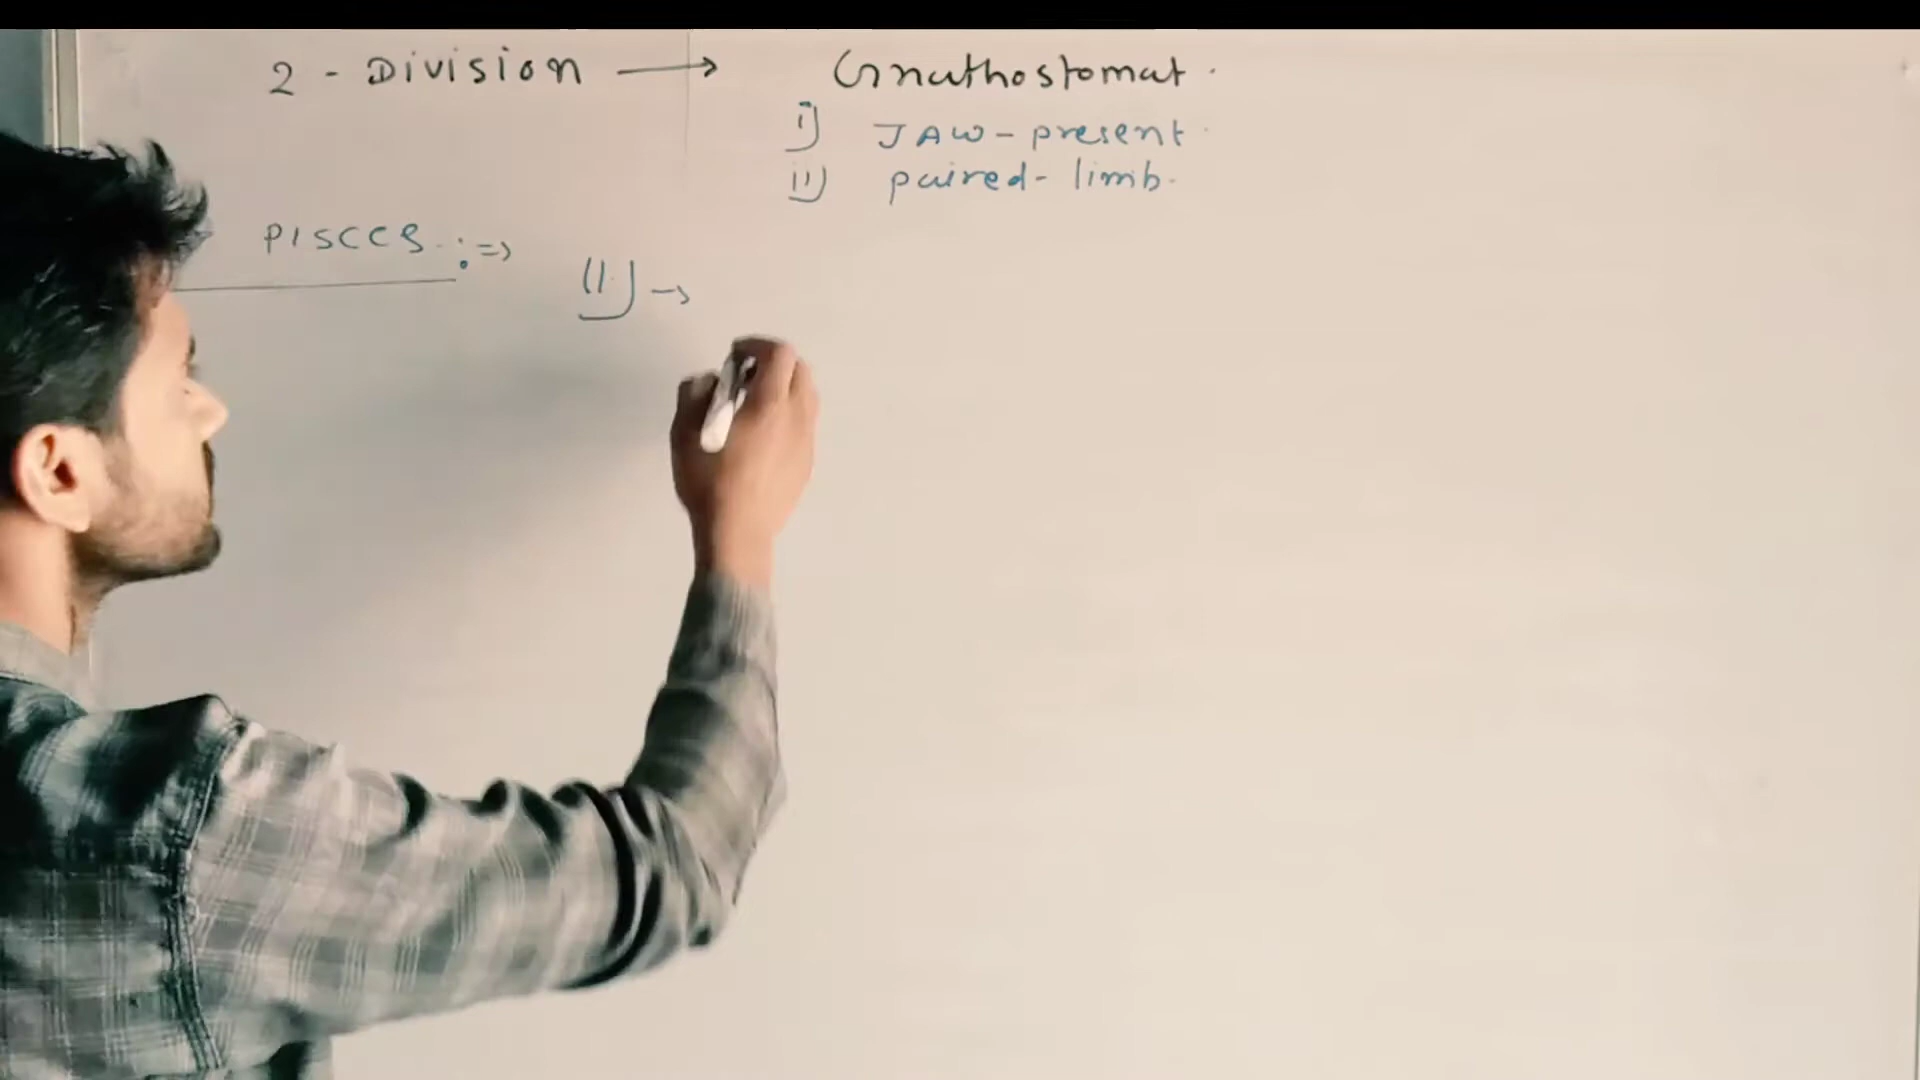 2 - Division → Gnathostomat.
i) JAW - present.
ii) paired - limb.
PISCES :⇒
(1) →